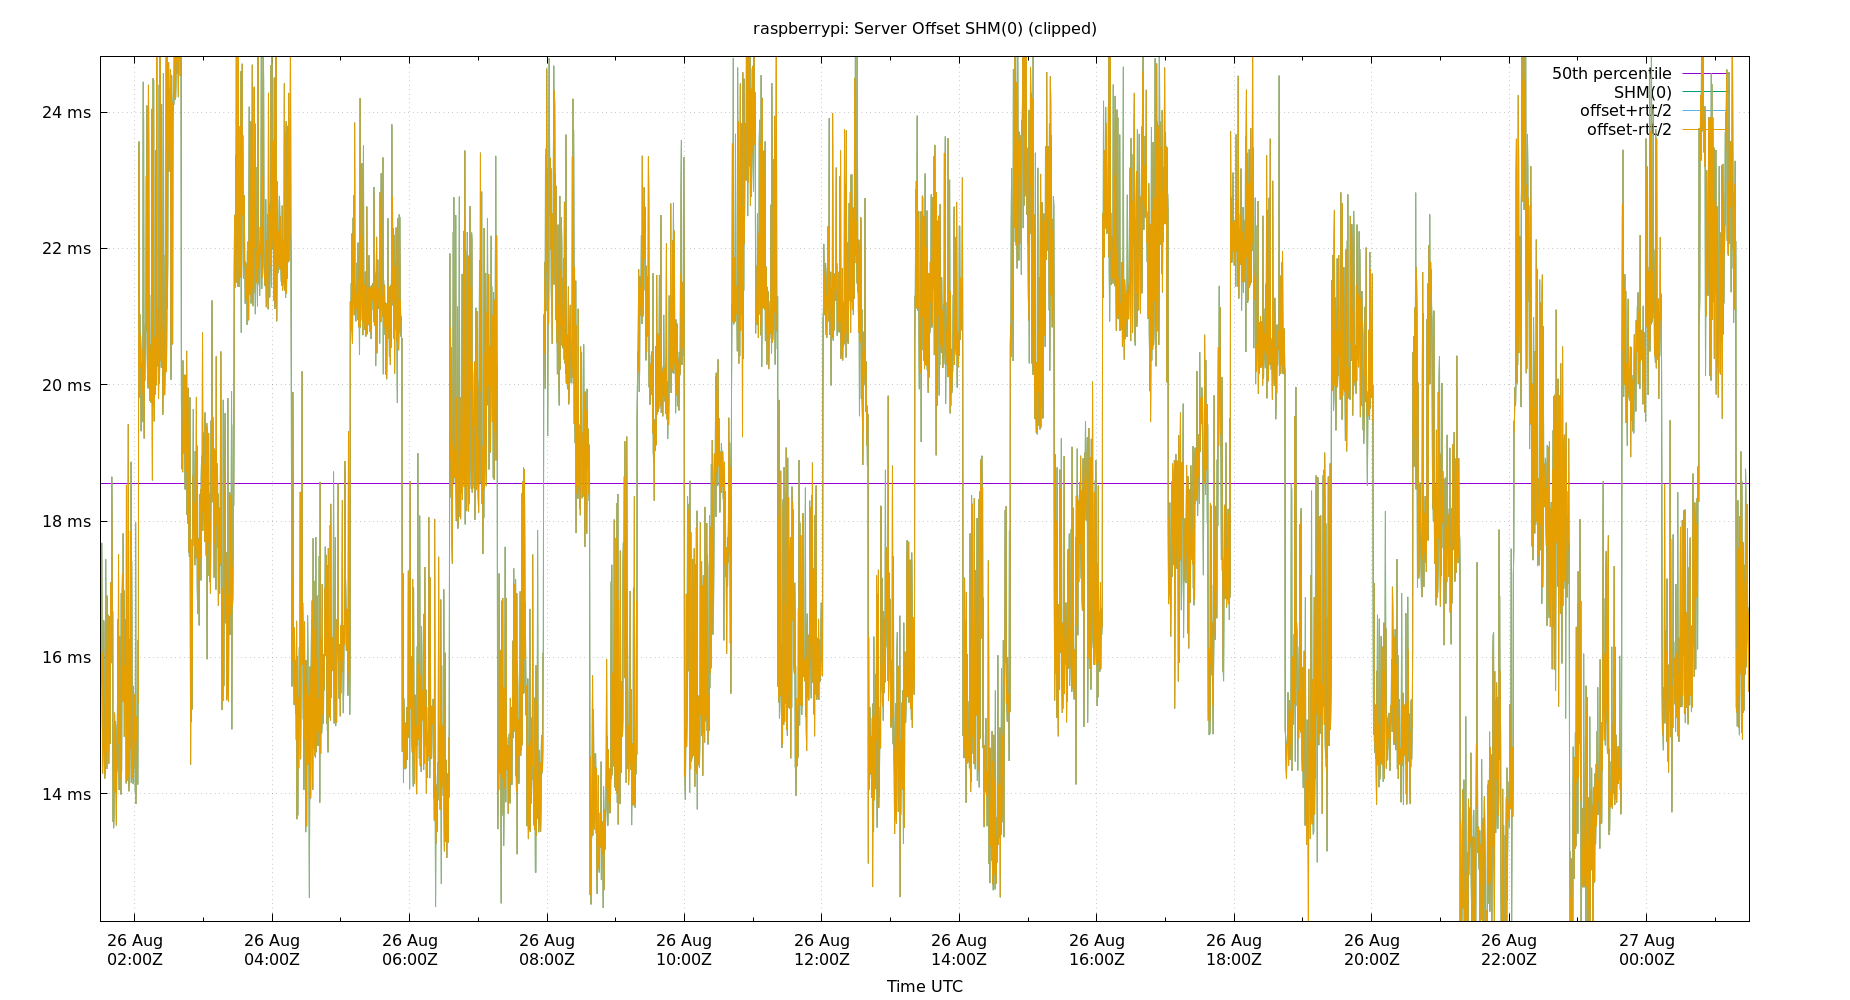 raspberrypi: Server Offset SHM(0) (clipped)
50th percentile
SHM(0)
offset+rtt/2
offset-rtt/2
24 ms
22 ms
20 ms
18 ms
16 ms
14 ms
26 Aug 26 Aug 26 Aug 26 Aug 26 Aug 26 Aug 26 Aug 26 Aug 26 Aug 26 Aug 26 Aug 27 Aug
02:00Z 04:00Z 06:00Z 08:00Z 10:00Z 12:00Z 14:00Z 16:00Z 18:00Z 20:00Z 22:00Z 00:00Z
Time UTC